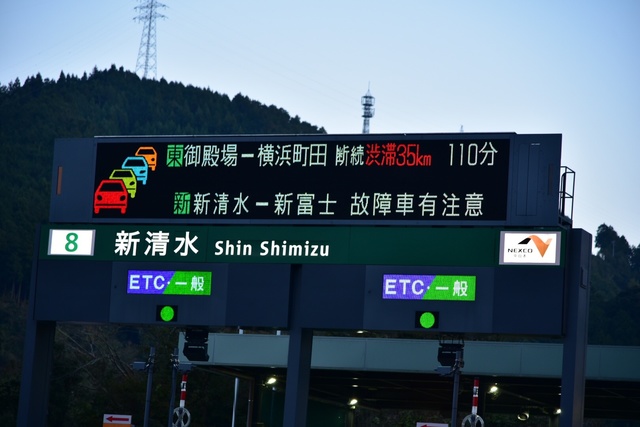 東 御殿場ー横浜町田 断続 渋滞35km 110分
新 新清水ー新富士 故障車有注意
8 新清水 Shin Shimizu NEXCO
ETC・一般 ETC・一般